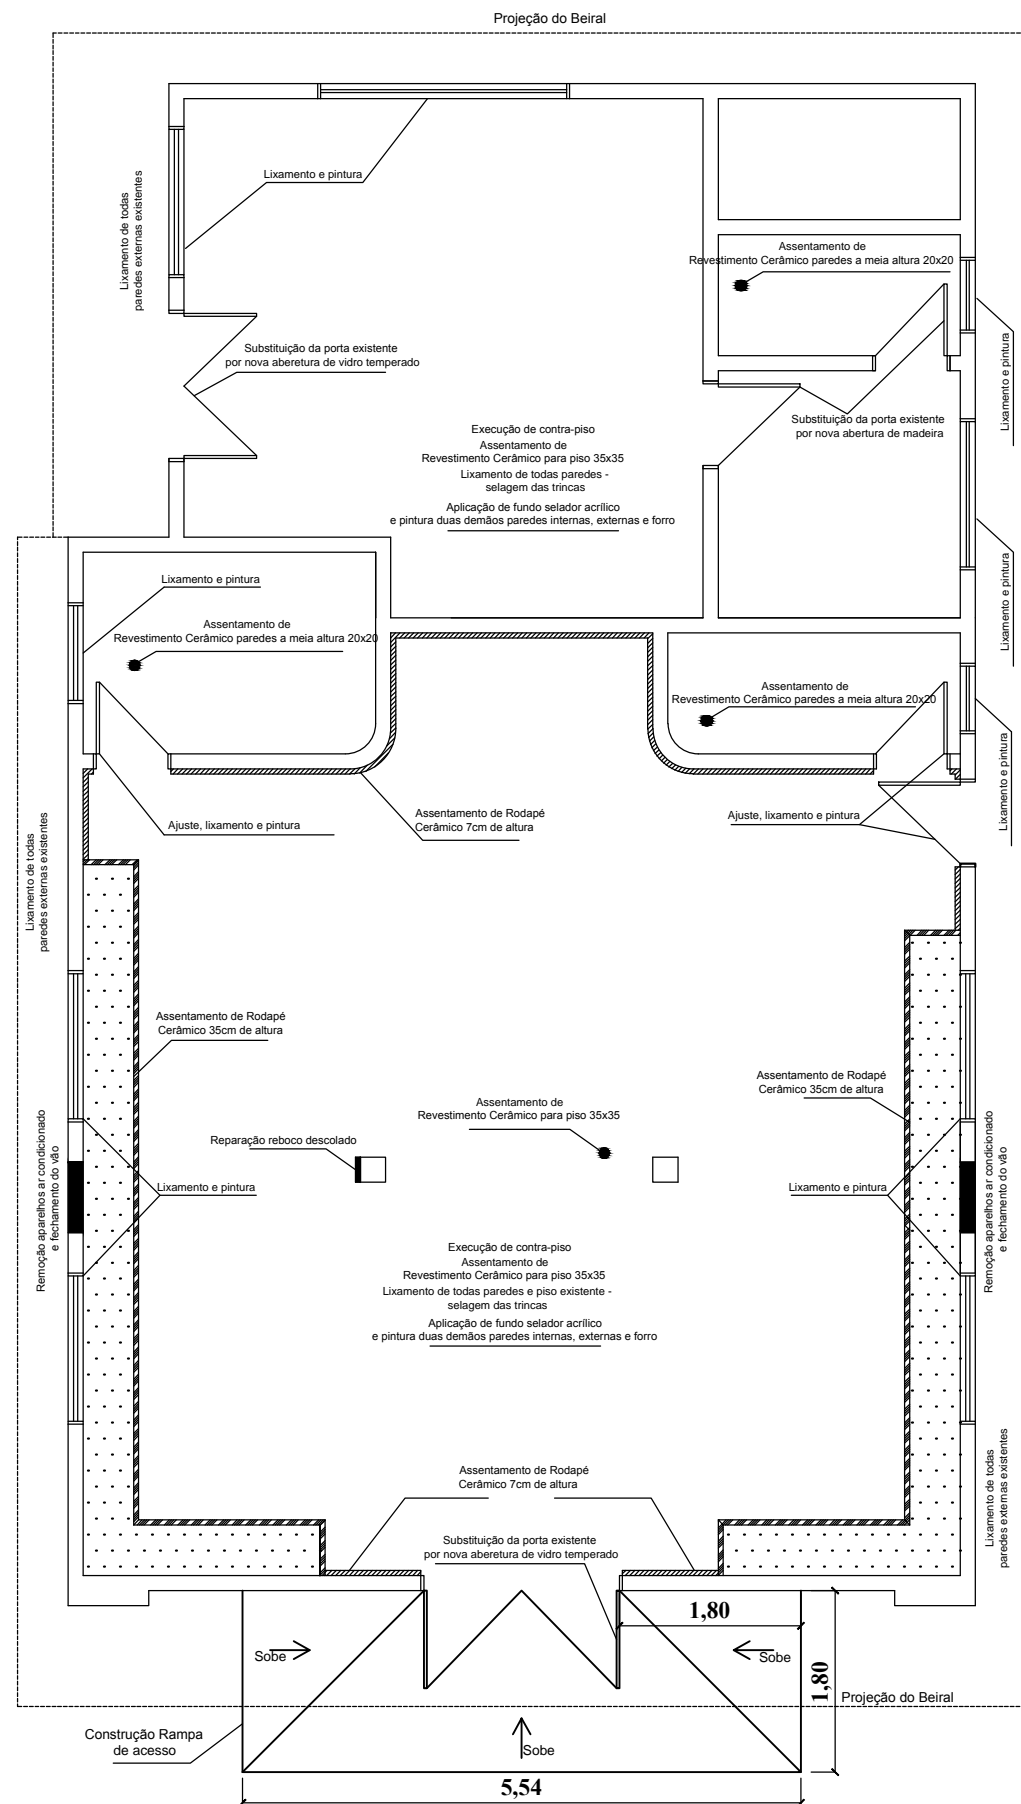 Projeção do Beiral
Lixamento e pintura
Lixamento de todas
paredes externas existentes
Assentamento de
Revestimento Cerâmico paredes a meia altura 20x20
Lixamento e pintura
Substituição da porta existente
por nova aberetura de vidro temperado
Substituição da porta existente
por nova abertura de madeira
Execução de contra-piso
Assentamento de
Revestimento Cerâmico para piso 35x35
Lixamento de todas paredes -
selagem das trincas
Aplicação de fundo selador acrílico
e pintura duas demãos paredes internas, externas e forro
Lixamento e pintura
Lixamento e pintura
Assentamento de
Revestimento Cerâmico paredes a meia altura 20x20
Assentamento de
Revestimento Cerâmico paredes a meia altura 20x20
Lixamento e pintura
Ajuste, lixamento e pintura
Assentamento de Rodapé
Cerâmico 7cm de altura
Ajuste, lixamento e pintura
Lixamento de todas
paredes externas existentes
Assentamento de Rodapé
Cerâmico 35cm de altura
Assentamento de Rodapé
Cerâmico 35cm de altura
Assentamento de
Revestimento Cerâmico para piso 35x35
Reparação reboco descolado
Remoção aparelhos ar condicionado
e fechamento do vão
Lixamento e pintura
Lixamento e pintura
Remoção aparelhos ar condicionado
e fechamento do vão
Execução de contra-piso
Assentamento de
Revestimento Cerâmico para piso 35x35
Lixamento de todas paredes e piso existente -
selagem das trincas
Aplicação de fundo selador acrílico
e pintura duas demãos paredes internas, externas e forro
Assentamento de Rodapé
Cerâmico 7cm de altura
Lixamento de todas
paredes externas existentes
Substituição da porta existente
por nova aberetura de vidro temperado
1,80
Sobe
Sobe
1,80
Projeção do Beiral
Construção Rampa
de acesso
Sobe
5,54